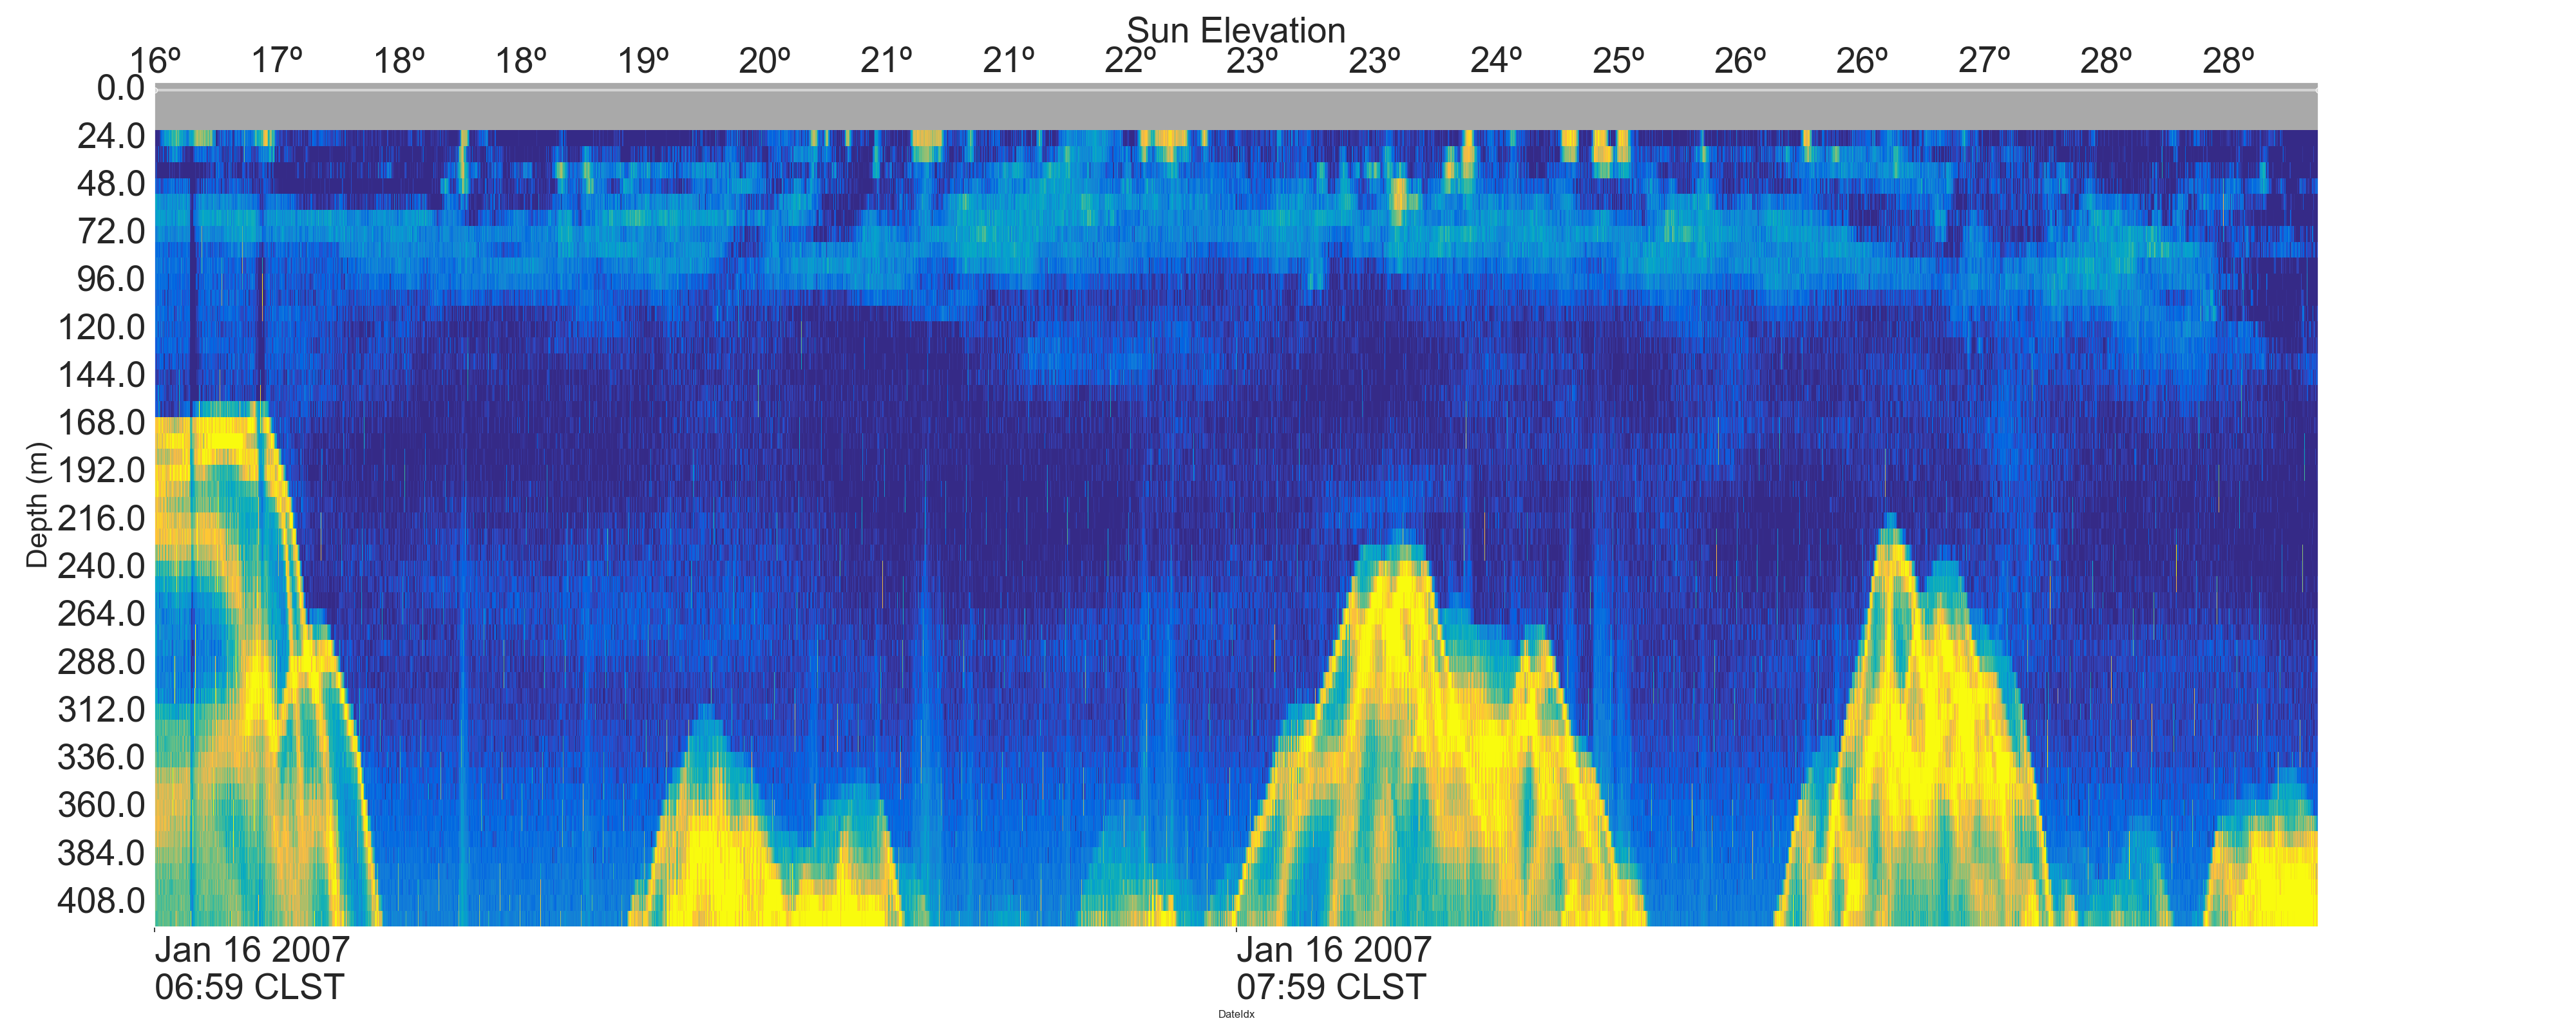 Sun Elevation
16º 17º 18º 18º 19º 20º 21º 21º 22º 23º 23º 24º 25º 26º 26º 27º 28º 28º
0.0
24.0
48.0
72.0
96.0
120.0
144.0
168.0
192.0
216.0
240.0
264.0
288.0
312.0
336.0
360.0
384.0
408.0
Depth (m)
Jan 16 2007
06:59 CLST
Jan 16 2007
07:59 CLST
DateIdx